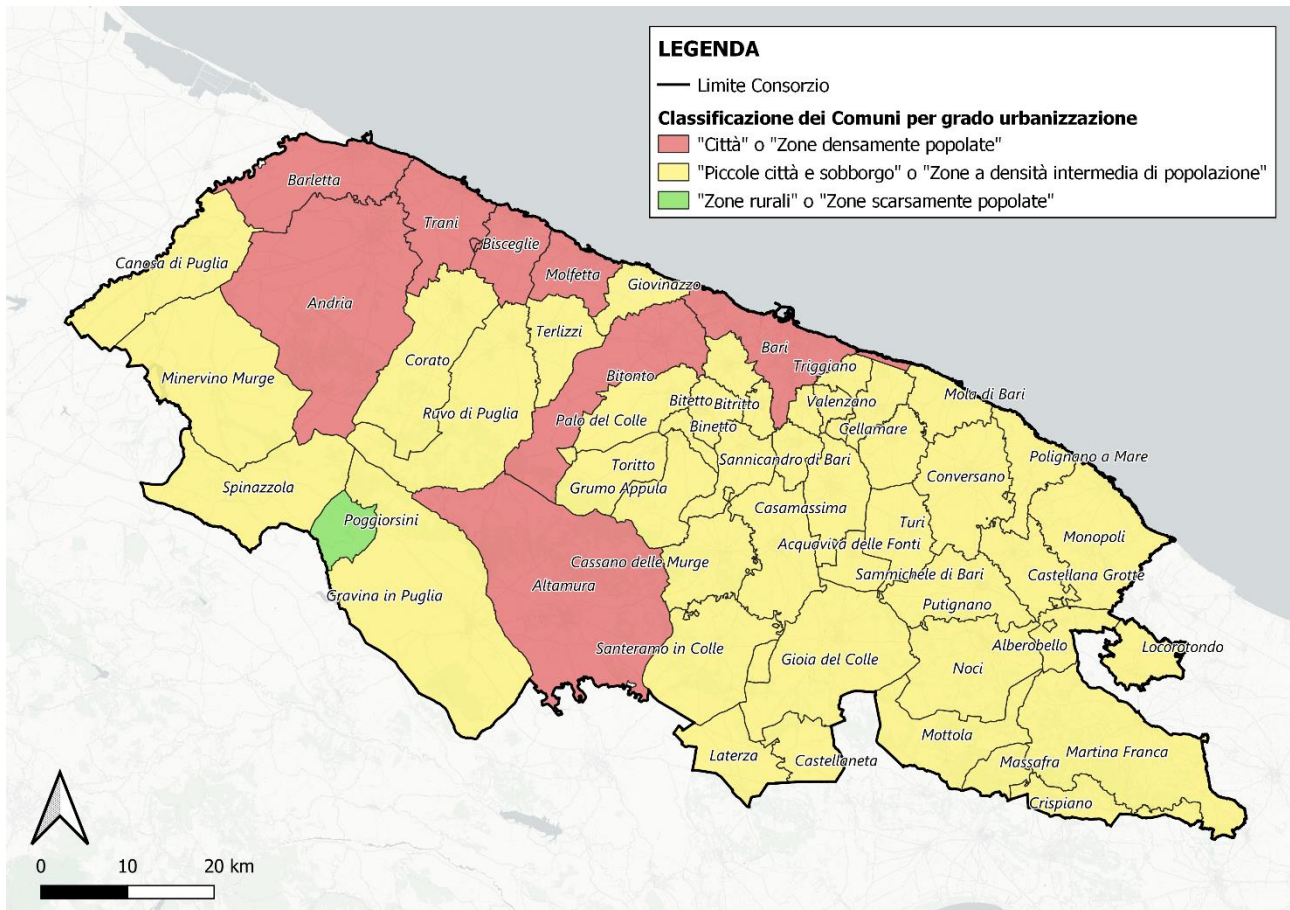 LEGENDA
Limite Consorzio
Classificazione dei Comuni per grado urbanizzazione
"Città" o "Zone densamente popolate"
"Piccole città e sobborgo" o "Zone a densità intermedia di popolazione"
"Zone rurali" o "Zone scarsamente popolate"
Barletta
Trani
Bisceglie
Molfetta
Giovinazzo
Canosa di Puglia
Andria
Terlizzi
Bari
Corato
Triggiano
Minervino Murge
Bitonto
Mola di Bari
Ruvo di Puglia
Bitetto
Bitritto
Valenzano
Palo del Colle
Binetto
Cellamare
Polignano a Mare
Toritto
Sannicandro di Bari
Conversano
Spinazzola
Grumo Appula
Casamassima
Poggiorsini
Turi
Monopoli
Acquaviva delle Fonti
Cassano delle Murge
Sammichele di Bari
Castellana Grotte
Altamura
Gravina in Puglia
Putignano
Santeramo in Colle
Alberobello
Locorotondo
Gioia del Colle
Noci
Mottola
Laterza
Castellaneta
Massafra
Martina Franca
Crispiano
0 10 20 km